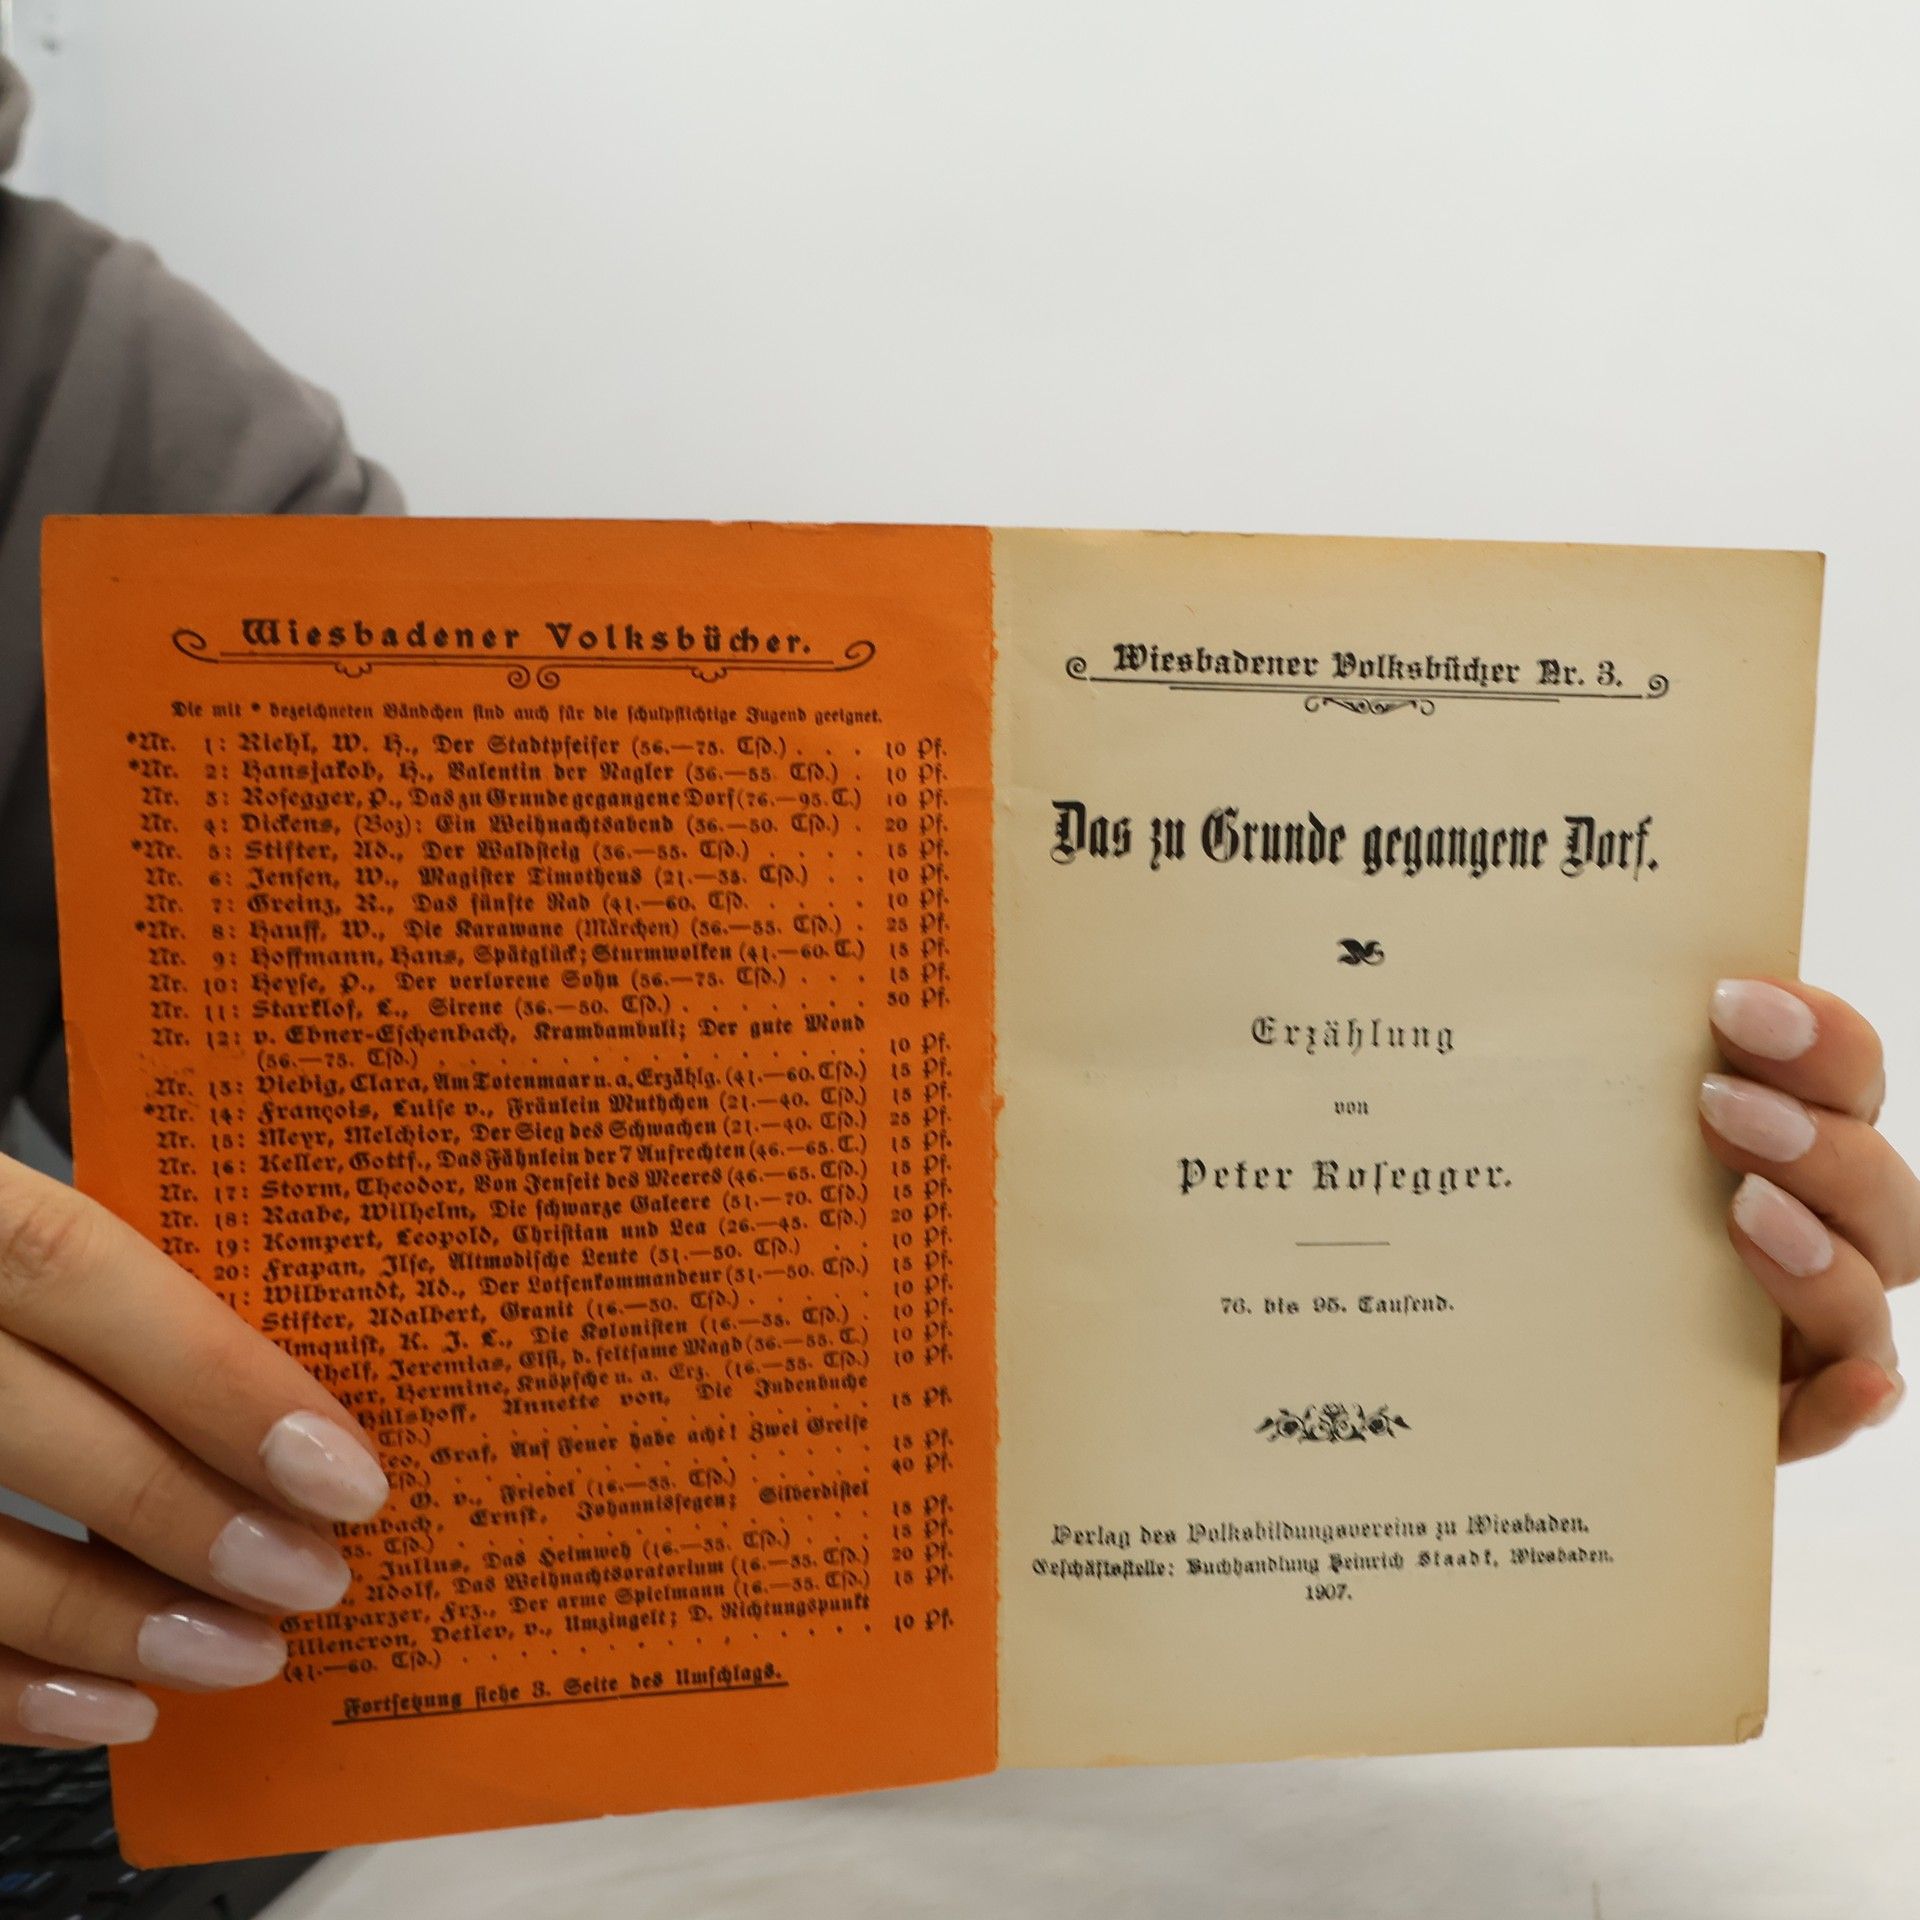 Wiesbadener Volksbücher.
Die mit * bezeichneten Bändchen sind auch für die schulpflichtige Jugend geeignet.
*Nr. 1: Riehl, W. H., Der Stadtpfeifer (56.—75. Tsd.) . . . 10 Pf.
*Nr. 2: Hansjakob, H., Valentin der Nagler (36.—55 Tsd.) . 10 Pf.
Nr. 3: Rosegger, P., Das zu Grunde gegangene Dorf (76.—95. T.) 10 Pf.
Nr. 4: Dickens, (Boz): Ein Weihnachtsabend (36.—50. Tsd.) . 20 Pf.
*Nr. 5: Stifter, Ad., Der Waldsteig (36.—55. Tsd.) . . . . 15 Pf.
Nr. 6: Jensen, W., Magister Timotheus (21.—35. Tsd.) . . 10 Pf.
Nr. 7: Greinz, R., Das fünfte Rad (41.—60. Tsd. . . . . 10 Pf.
*Nr. 8: Hauff, W., Die Karawane (Märchen) (36.—55. Tsd.) . 25 Pf.
Nr. 9: Hoffmann, Hans, Spätglück; Sturmwolken (41.—60. T.) 15 Pf.
Nr. 10: Heyse, P., Der verlorene Sohn (56.—75. Tsd.) . . . 15 Pf.
Nr. 11: Starklof, L., Sirene (36.—50. Tsd.) . . . . . . . 30 Pf.
Nr. 12: v. Ebner-Eschenbach, Krambambuli; Der gute Mond
(56.—75. Tsd.) . . . . . . . . . . . . . 10 Pf.
Nr. 13: Viebig, Clara, Am Totenmaar u. a. Erzählg. (41.—60. Tsd.) 15 Pf.
*Nr. 14: François, Luise v., Fräulein Muthchen (21.—40. Tsd.) 15 Pf.
Nr. 15: Meyr, Melchior, Der Sieg des Schwachen (21.—40. Tsd.) 25 Pf.
Nr. 16: Keller, Gottf., Das Fähnlein der 7 Aufrechten (46.—65. T.) 15 Pf.
Nr. 17: Storm, Theodor, Von Jenseit des Meeres (46.—65. Tsd.) 15 Pf.
Nr. 18: Raabe, Wilhelm, Die schwarze Galeere (51.—70. Tsd.) 15 Pf.
Nr. 19: Kompert, Leopold, Christian und Lea (26.—45. Tsd.) 20 Pf.
20: Frapan, Ilse, Altmodische Leute (31.—50. Tsd.) . . 10 Pf.
1: Wilbrandt, Ad., Der Lotsenkommandeur (31.—50. Tsd.) 15 Pf.
Stifter, Adalbert, Granit (16.—30. Tsd.) . . . . . 10 Pf.
lmquist, K. J. L., Die Kolonisten (16.—35. Tsd.) . 10 Pf.
thelf, Jeremias, Elsi, d. seltsame Magd (36.—55. T.) 10 Pf.
ger, Hermine, Knöpfche u. a. Erz. (16.—35. Tsd.) 10 Pf.
Hülshoff, Annette von, Die Judenbuche
Tsd.) . . . . . . . . . . . . 15 Pf.
eo, Graf, Auf Feuer habt acht! Zwei Greise
sd.) . . . . . . . . . . . . 15 Pf.
. G. v., Friedel (16.—35. Tsd.) . . . . . 40 Pf.
lenbach, Ernst, Johannissegen; Silberdistel
35. Tsd.) . . . . . . . . . . . 15 Pf.
, Julius, Das Heimweh (16.—35. Tsd.) . . . 15 Pf.
., Adolf, Das Weihnachtsoratorium (16.—35. Tsd.) 20 Pf.
Grillparzer, Frz., Der arme Spielmann (16.—35. Tsd.) 15 Pf.
Liliencron, Detlev, v., Umzingelt; D. Richtungspunkt
(41.—60. Tsd.) . . . . . . . . . . . . 10 Pf.
Fortsetzung siehe 3. Seite des Umschlags.
Wiesbadener Volksbücher Nr. 3.
Das zu Grunde gegangene Dorf.
Erzählung
von
Peter Rosegger.
76. bis 95. Tausend.
Verlag des Volksbildungsvereins zu Wiesbaden.
Geschäftsstelle: Buchhandlung Heinrich Staadt, Wiesbaden.
1907.